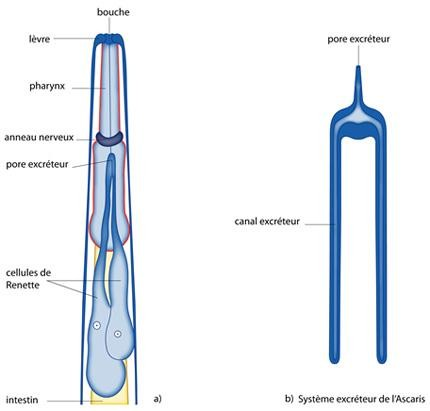 bouche
lèvre
pharynx
anneau nerveux
pore excréteur
cellules de
Renette
intestin
a)
pore excréteur
canal excréteur
b) Système excréteur de l'Ascaris